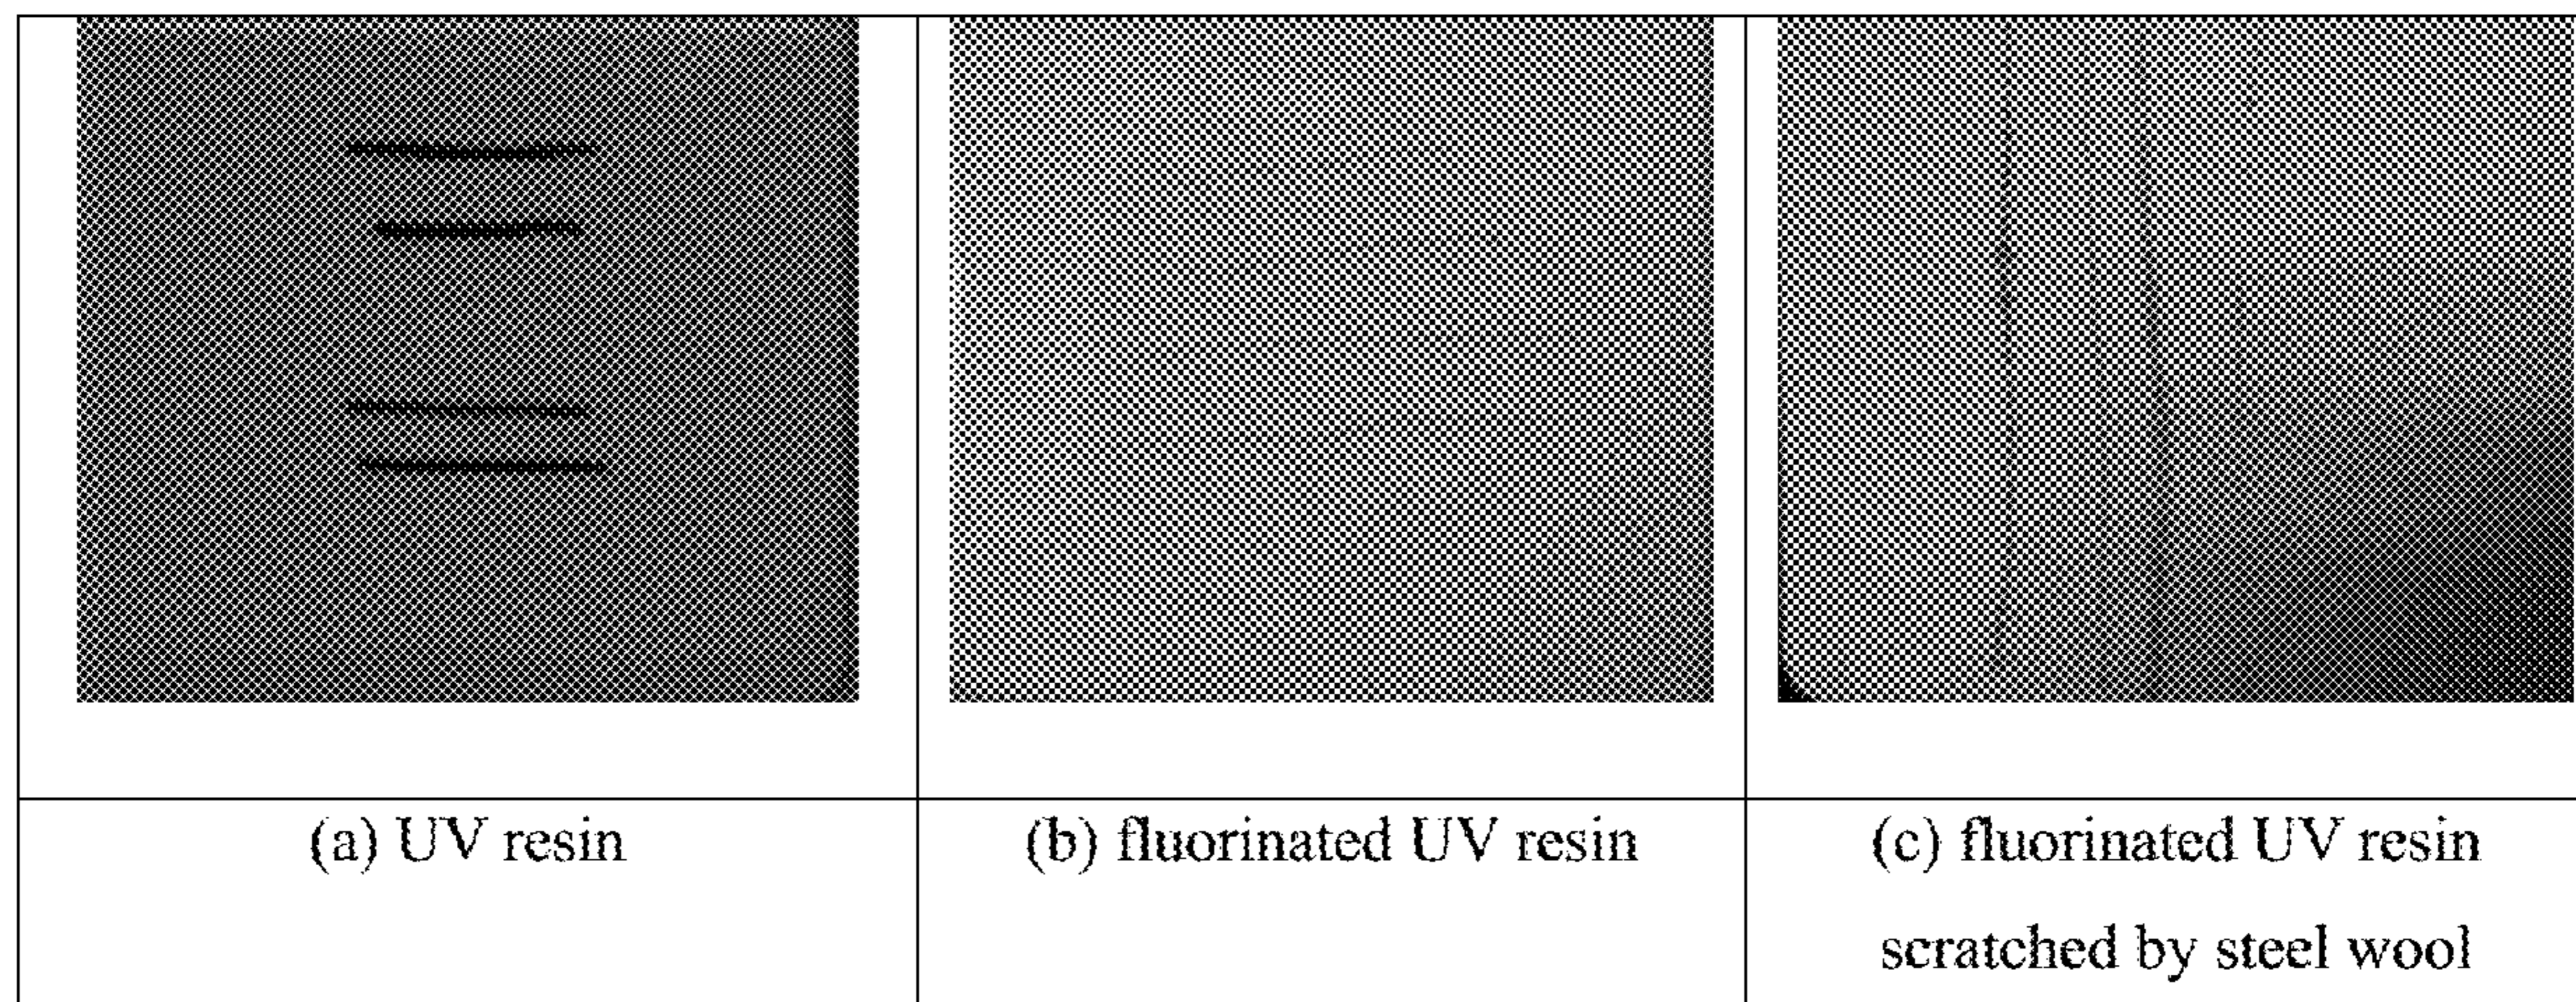 (a) UV resin
(b) fluorinated UV resin
(c) fluorinated UV resin
scratched by steel wool